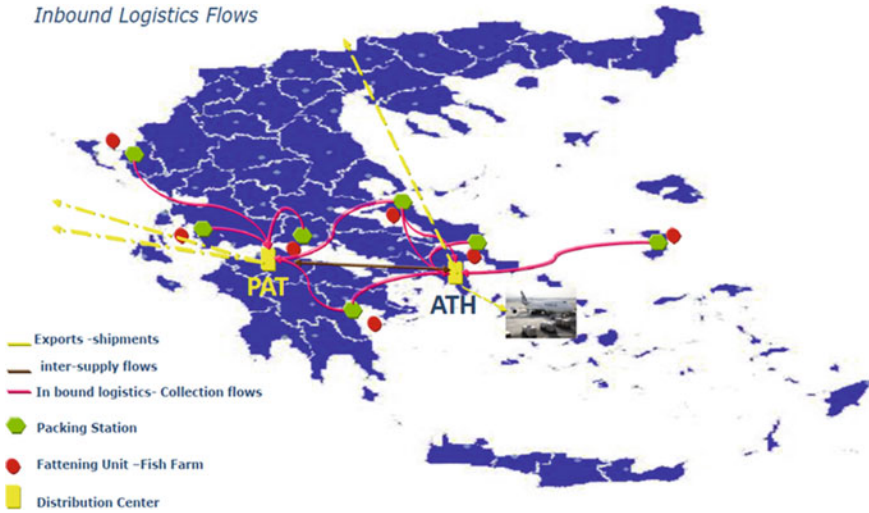 Inbound Logistics Flows
PAT
ATH
Exports -shipments
inter-supply flows
In bound logistics- Collection flows
Packing Station
Fattening Unit –Fish Farm
Distribution Center